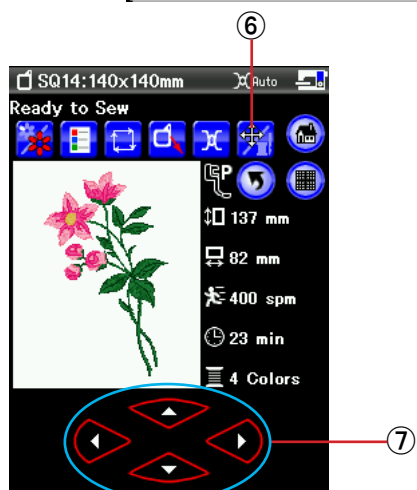 ⑥
SQ14:140x140mm Auto
Ready to Sew
P
137 mm
82 mm
400 spm
23 min
4 Colors
⑦